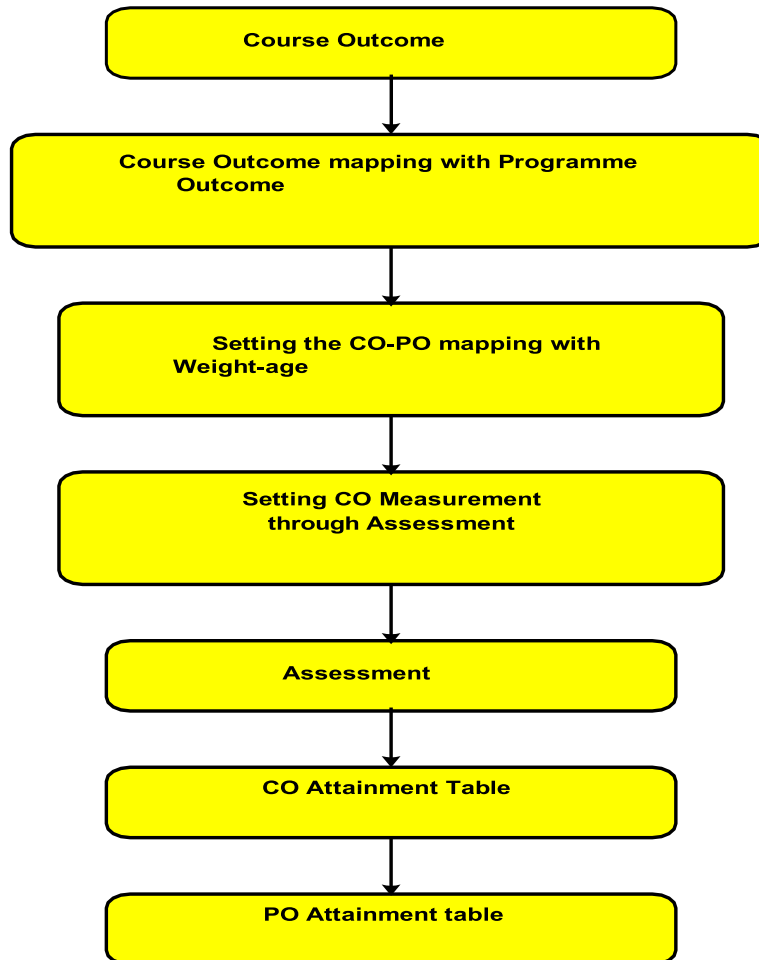 Course Outcome
Course Outcome mapping with Programme
Outcome
Setting the CO-PO mapping with
Weight-age
Setting CO Measurement
through Assessment
Assessment
CO Attainment Table
PO Attainment table